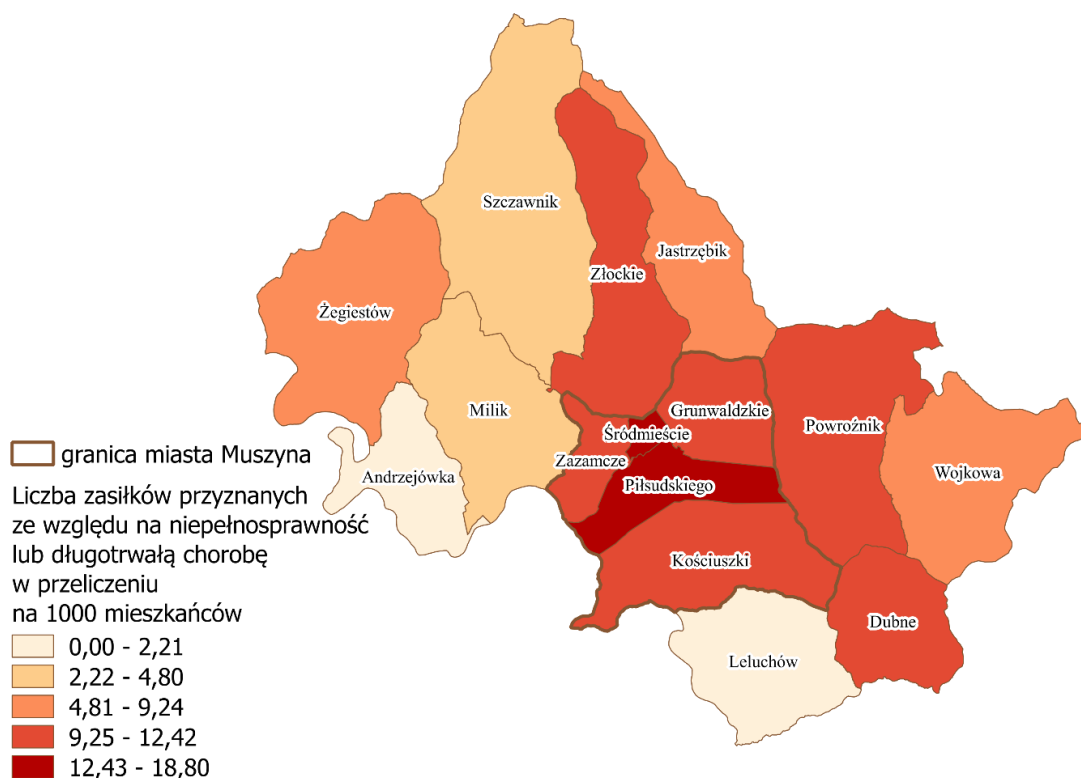 Szczawnik
Jastrzębik
Złockie
Żegiestów
Milik
Grunwaldzkie
Powroźnik
Śródmieście
Zazamcze
Wojkowa
Andrzejówka
Piłsudskiego
Kościuszki
Dubne
Leluchów
granica miasta Muszyna
Liczba zasiłków przyznanych
ze względu na niepełnosprawność
lub długotrwałą chorobę
w przeliczeniu
na 1000 mieszkańców
0,00 - 2,21
2,22 - 4,80
4,81 - 9,24
9,25 - 12,42
12,43 - 18,80